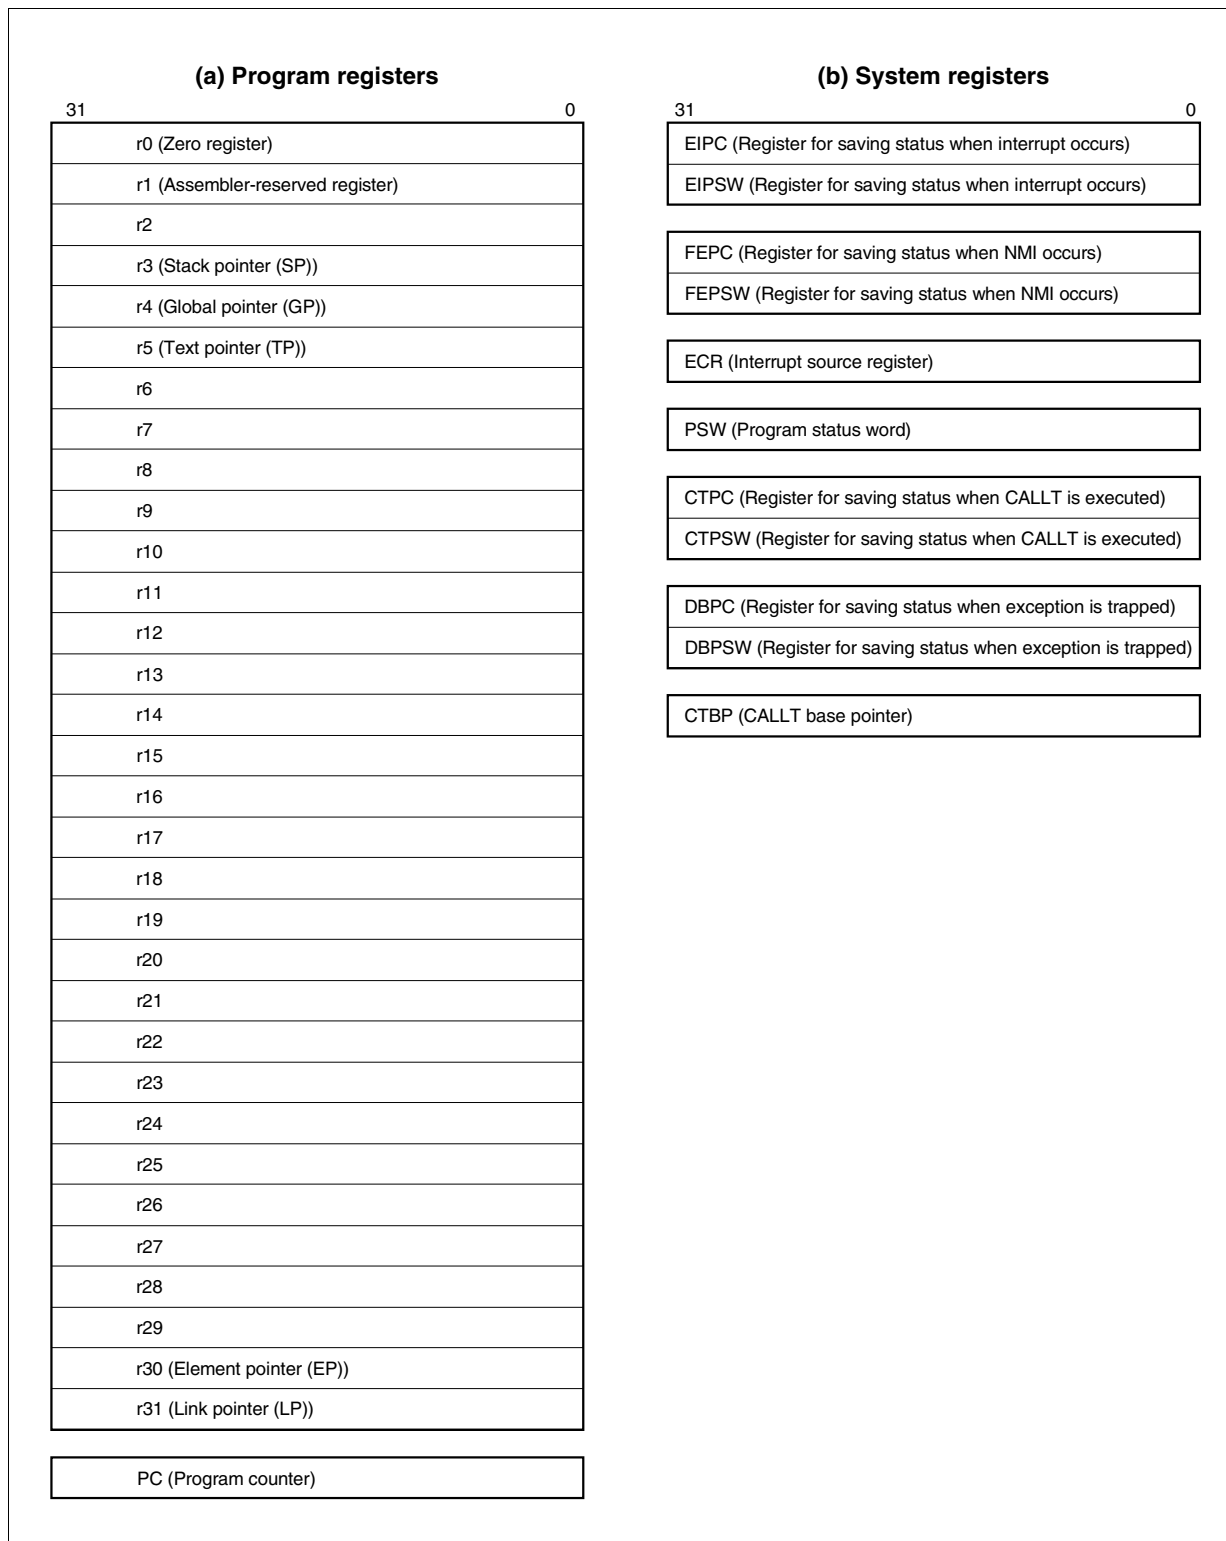 (a) Program registers
31 0
r0 (Zero register)
r1 (Assembler-reserved register)
r2
r3 (Stack pointer (SP))
r4 (Global pointer (GP))
r5 (Text pointer (TP))
r6
r7
r8
r9
r10
r11
r12
r13
r14
r15
r16
r17
r18
r19
r20
r21
r22
r23
r24
r25
r26
r27
r28
r29
r30 (Element pointer (EP))
r31 (Link pointer (LP))
PC (Program counter)
(b) System registers
31 0
EIPC (Register for saving status when interrupt occurs)
EIPSW (Register for saving status when interrupt occurs)
FEPC (Register for saving status when NMI occurs)
FEPSW (Register for saving status when NMI occurs)
ECR (Interrupt source register)
PSW (Program status word)
CTPC (Register for saving status when CALLT is executed)
CTPSW (Register for saving status when CALLT is executed)
DBPC (Register for saving status when exception is trapped)
DBPSW (Register for saving status when exception is trapped)
CTBP (CALLT base pointer)